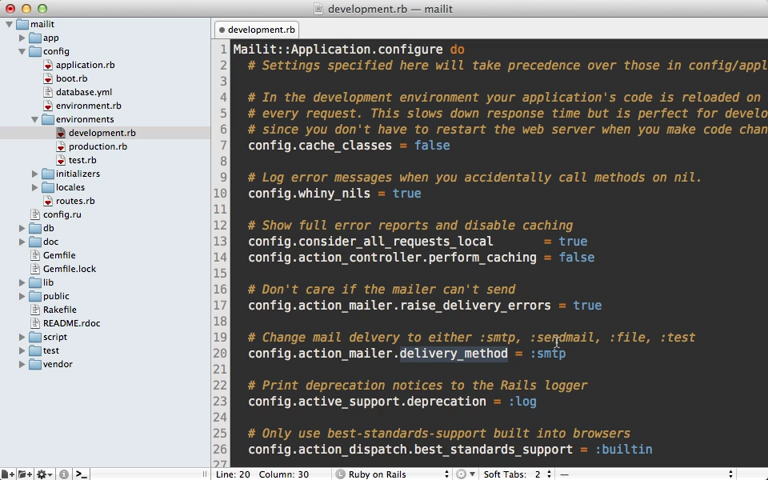 development.rb — mailit
mailit
app
config
application.rb
boot.rb
database.yml
environment.rb
environments
development.rb
production.rb
test.rb
initializers
locales
routes.rb
config.ru
db
doc
Gemfile
Gemfile.lock
lib
public
Rakefile
README.rdoc
script
test
vendor
development.rb
1 Mailit::Application.configure do
2 # Settings specified here will take precedence over those in config/appl
3
4 # In the development environment your application's code is reloaded on
5 # every request. This slows down response time but is perfect for develo
6 # since you don't have to restart the web server when you make code chan
7 config.cache_classes = false
8
9 # Log error messages when you accidentally call methods on nil.
10 config.whiny_nils = true
11
12 # Show full error reports and disable caching
13 config.consider_all_requests_local = true
14 config.action_controller.perform_caching = false
15
16 # Don't care if the mailer can't send
17 config.action_mailer.raise_delivery_errors = true
18
19 # Change mail delvery to either :smtp, :sendmail, :file, :test
20 config.action_mailer.delivery_method = :smtp
21
22 # Print deprecation notices to the Rails logger
23 config.active_support.deprecation = :log
24
25 # Only use best-standards-support built into browsers
26 config.action_dispatch.best_standards_support = :builtin
27
Line: 20 Column: 30 Ruby on Rails Soft Tabs: 2 —